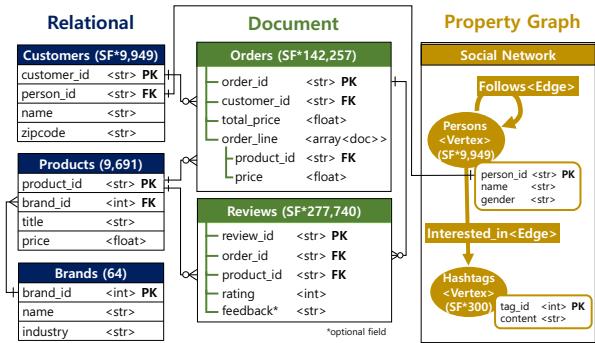 Relational
Customers (SF*9,949)
customer_id <str> PK
person_id <str> FK
name <str>
zipcode <str>
Products (9,691)
product_id <str> PK
brand_id <int> FK
title <str>
price <float>
Brands (64)
brand_id <int> PK
name <str>
industry <str>
Document
Orders (SF*142,257)
order_id <str> PK
customer_id <str> FK
total_price <float>
order_line <array<doc>>
product_id <str> FK
price <float>
Reviews (SF*277,740)
review_id <str> PK
order_id <str> FK
product_id <str> FK
rating <int>
feedback* <str>
*optional field
Property Graph
Social Network
Follows<Edge>
Persons
<Vertex>
(SF*9,949)
person_id <str> PK
name <str>
gender <str>
Interested_in<Edge>
Hashtags
<Vertex>
(SF*300)
tag_id <int> PK
content <str>